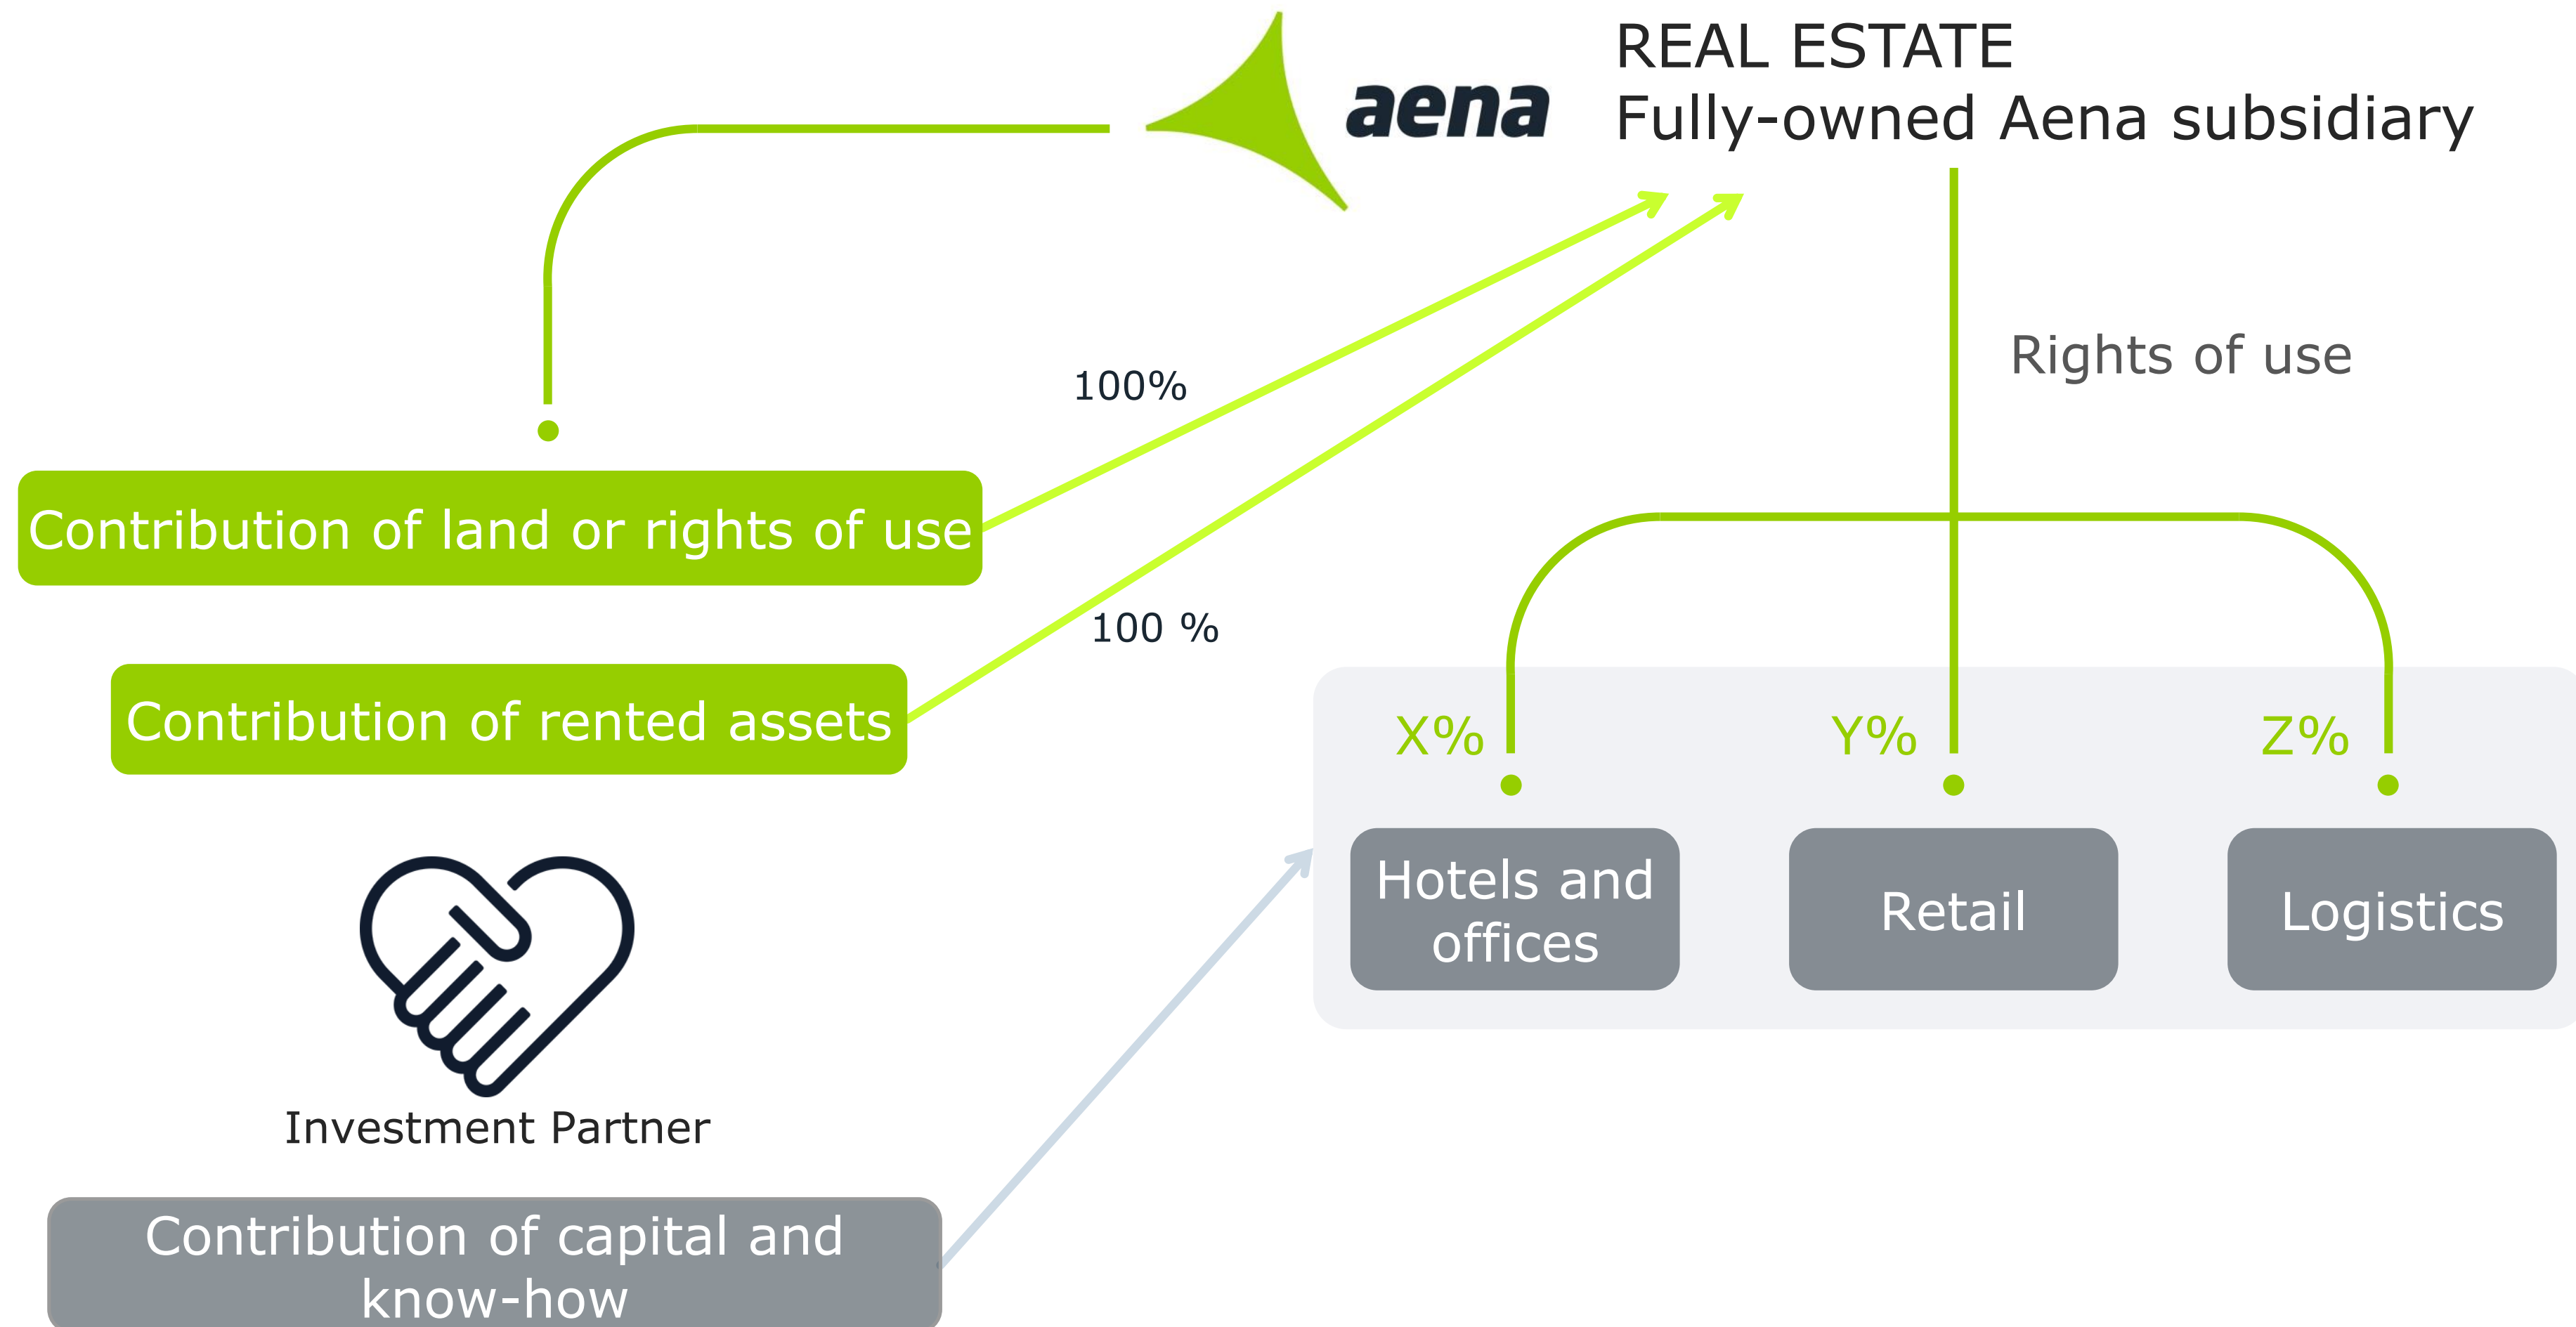 aena
REAL ESTATE
Fully-owned Aena subsidiary
Rights of use
100%
Contribution of land or rights of use
100 %
Contribution of rented assets
X%
Y%
Z%
Hotels and
offices
Retail
Logistics
Investment Partner
Contribution of capital and
know-how